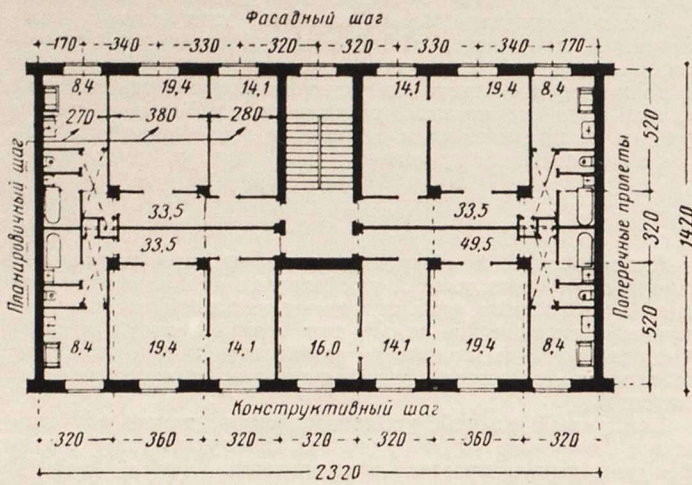 Фасадный шаг
170 340 330 320 320 330 340 170
8,4 19,4 14,1 14,1 19,4 8,4
270 380 280
Планировочный шаг
33,5 33,5
33,5 49,5
8,4 19,4 14,1 16,0 14,1 19,4 8,4
520
320
520
Поперечные пролеты
1420
Конструктивный шаг
320 360 320 320 320 360 320
2320